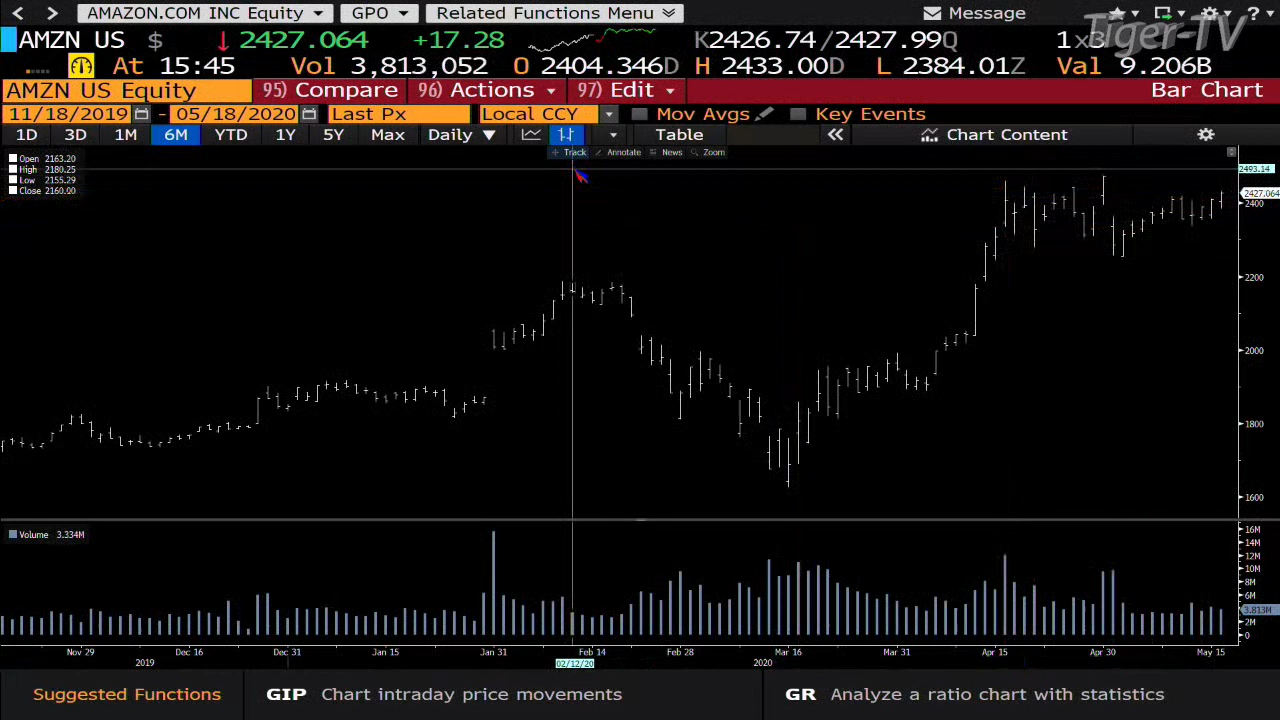 AMAZON.COM INC Equity GPO Related Functions Menu Message ?
AMZN US $ 2427.064 +17.28 K2426.74/2427.99Q 1x3
Tiger-TV
At 15:45 Vol 3,813,052 O 2404.346D H 2433.00D L 2384.01Z Val 9.206B
AMZN US Equity 95) Compare 96) Actions 97) Edit Bar Chart
11/18/2019 - 05/18/2020 Last Px Local CCY Mov Avgs Key Events
1D 3D 1M 6M YTD 1Y 5Y Max Daily Table Chart Content
Track Annotate News Zoom
Open 2163.20
High 2180.25
Low 2155.29
Close 2160.00
2493.14
2427.064
2400
2200
2000
1800
1600
Volume 3.334M
16M
14M
12M
10M
8M
6M
3.813M
2M
0
Nov 29 Dec 16 Dec 31 Jan 15 Jan 31 Feb 14 Feb 28 Mar 16 Mar 31 Apr 15 Apr 30 May 15
2019 02/12/20 2020
Suggested Functions GIP Chart intraday price movements GR Analyze a ratio chart with statistics